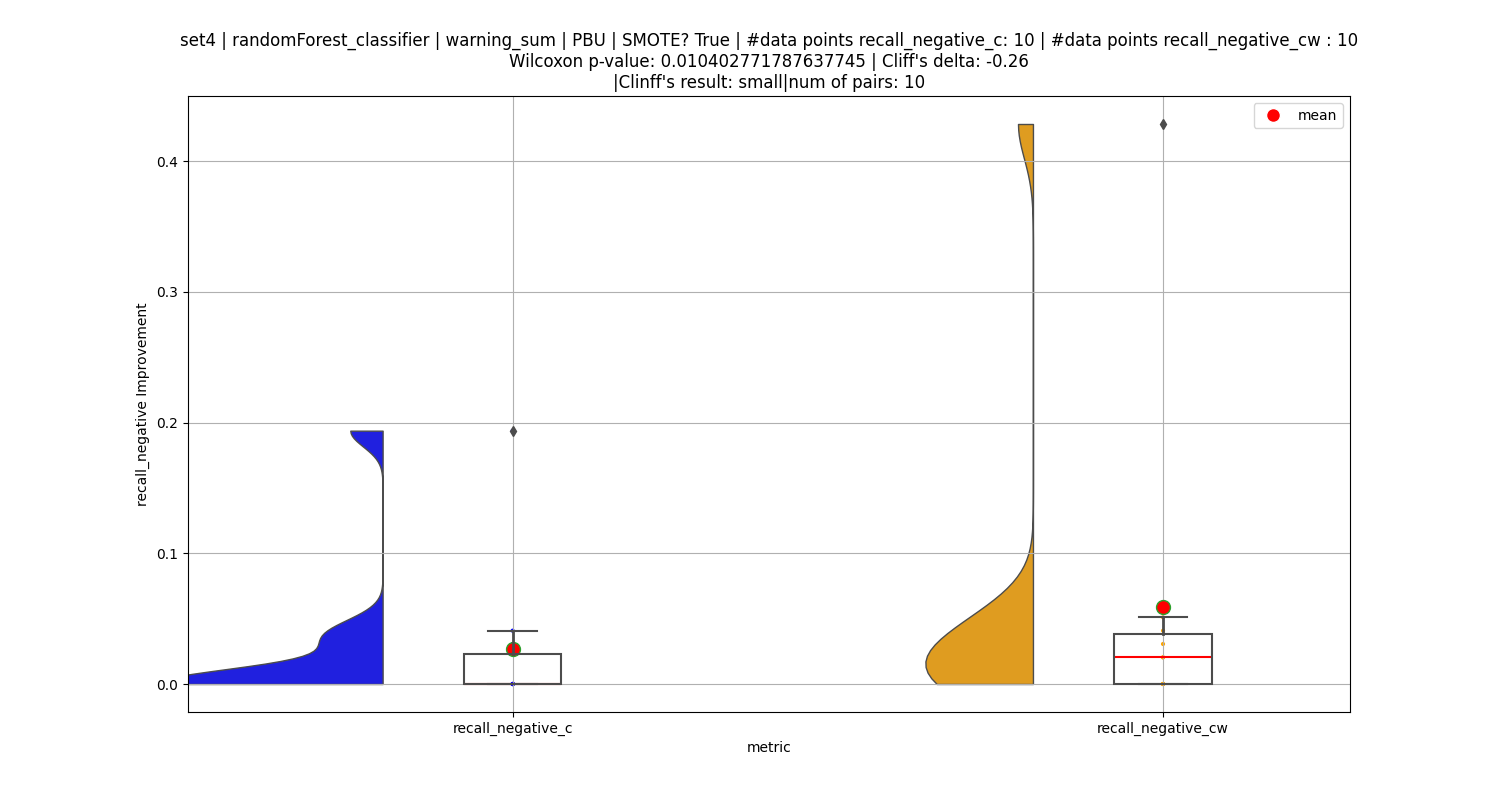 set4 | randomForest_classifier | warning_sum | PBU | SMOTE? True | #data points recall_negative_c: 10 | #data points recall_negative_cw : 10
Wilcoxon p-value: 0.010402771787637745 | Cliff's delta: -0.26
|Clinff's result: small|num of pairs: 10
mean
0.4
0.3
0.2
0.1
0.0
recall_negative Improvement
recall_negative_c
recall_negative_cw
metric